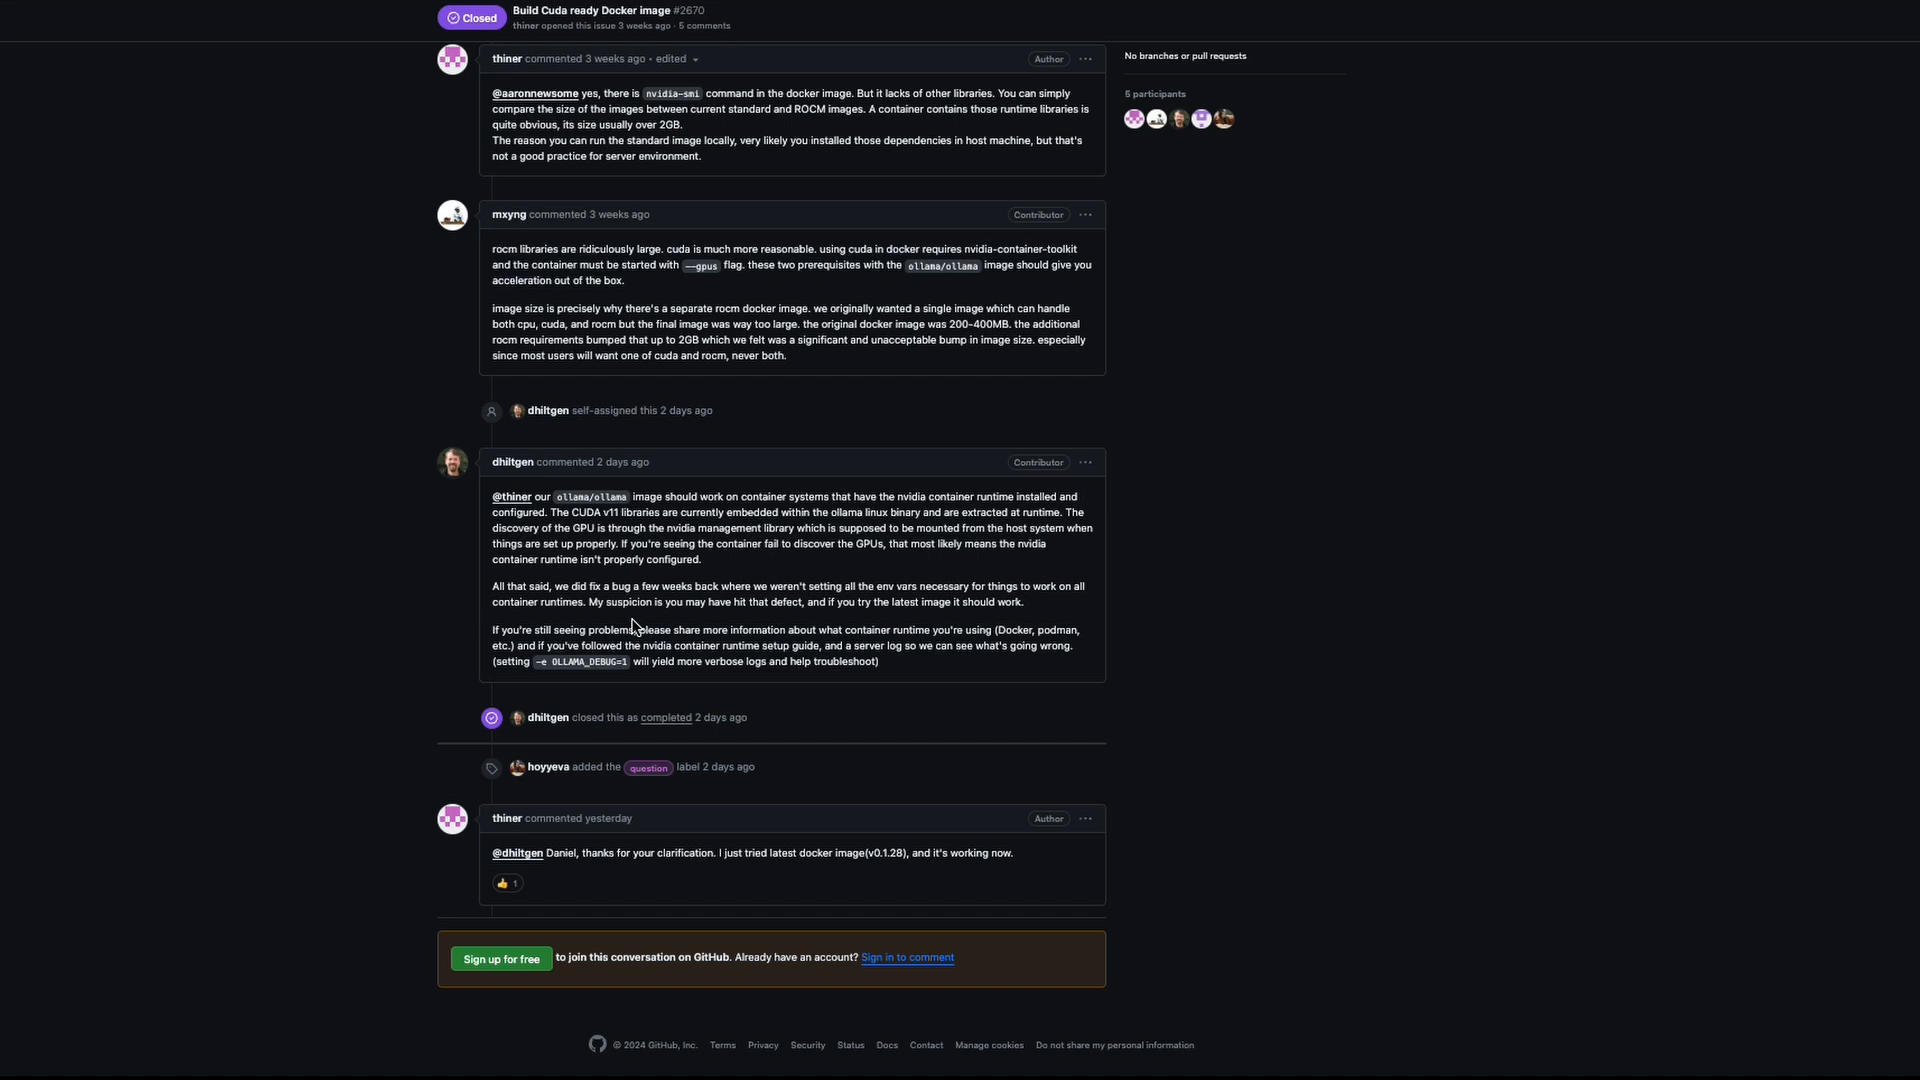 Closed
Build Cuda ready Docker image #2670
thiner opened this issue 3 weeks ago · 5 comments
thiner commented 3 weeks ago • edited
Author
@aaronnewsome yes, there is nvidia-smi command in the docker image. But it lacks of other libraries. You can simply
compare the size of the images between current standard and ROCM images. A container contains those runtime libraries is
quite obvious, its size usually over 2GB.
The reason you can run the standard image locally, very likely you installed those dependencies in host machine, but that's
not a good practice for server environment.
No branches or pull requests
5 participants
mxyng commented 3 weeks ago
Contributor
rocm libraries are ridiculously large. cuda is much more reasonable. using cuda in docker requires nvidia-container-toolkit
and the container must be started with --gpus flag. these two prerequisites with the ollama/ollama image should give you
acceleration out of the box.
image size is precisely why there's a separate rocm docker image. we originally wanted a single image which can handle
both cpu, cuda, and rocm but the final image was way too large. the original docker image was 200-400MB. the additional
rocm requirements bumped that up to 2GB which we felt was a significant and unacceptable bump in image size. especially
since most users will want one of cuda and rocm, never both.
dhiltgen self-assigned this 2 days ago
dhiltgen commented 2 days ago
Contributor
@thiner our ollama/ollama image should work on container systems that have the nvidia container runtime installed and
configured. The CUDA v11 libraries are currently embedded within the ollama linux binary and are extracted at runtime. The
discovery of the GPU is through the nvidia management library which is supposed to be mounted from the host system when
things are set up properly. If you're seeing the container fail to discover the GPUs, that most likely means the nvidia
container runtime isn't properly configured.
All that said, we did fix a bug a few weeks back where we weren't setting all the env vars necessary for things to work on all
container runtimes. My suspicion is you may have hit that defect, and if you try the latest image it should work.
If you're still seeing problems please share more information about what container runtime you're using (Docker, podman,
etc.) and if you've followed the nvidia container runtime setup guide, and a server log so we can see what's going wrong.
(setting -e OLLAMA_DEBUG=1 will yield more verbose logs and help troubleshoot)
dhiltgen closed this as completed 2 days ago
hoyyeva added the question label 2 days ago
thiner commented yesterday
Author
@dhiltgen Daniel, thanks for your clarification. I just tried latest docker image(v0.1.28), and it's working now.
👍 1
Sign up for free to join this conversation on GitHub. Already have an account? Sign in to comment
© 2024 GitHub, Inc. Terms Privacy Security Status Docs Contact Manage cookies Do not share my personal information